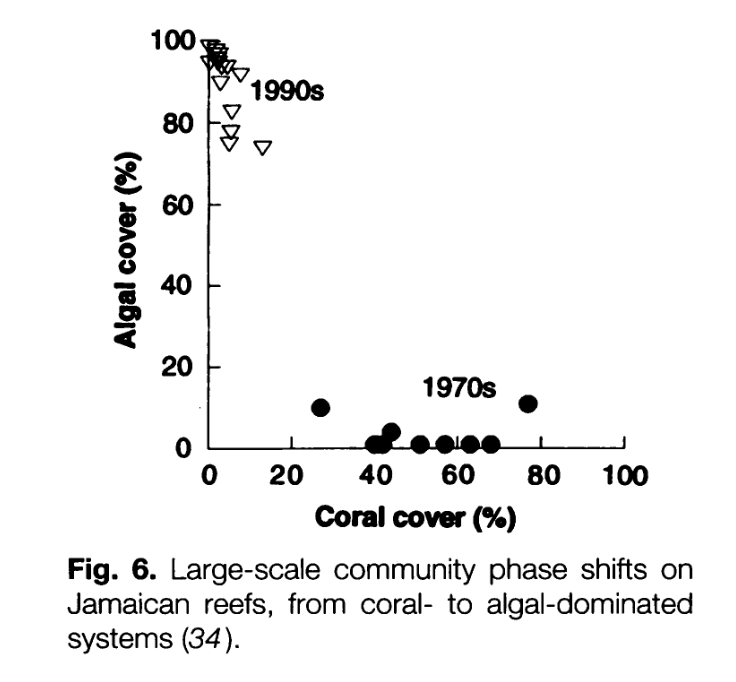 100
1990s
80
60
40
20
1970s
0
0 20 40 60 80 100
Algal cover (%)
Coral cover (%)
Fig. 6. Large-scale community phase shifts on
Jamaican reefs, from coral- to algal-dominated
systems (34).